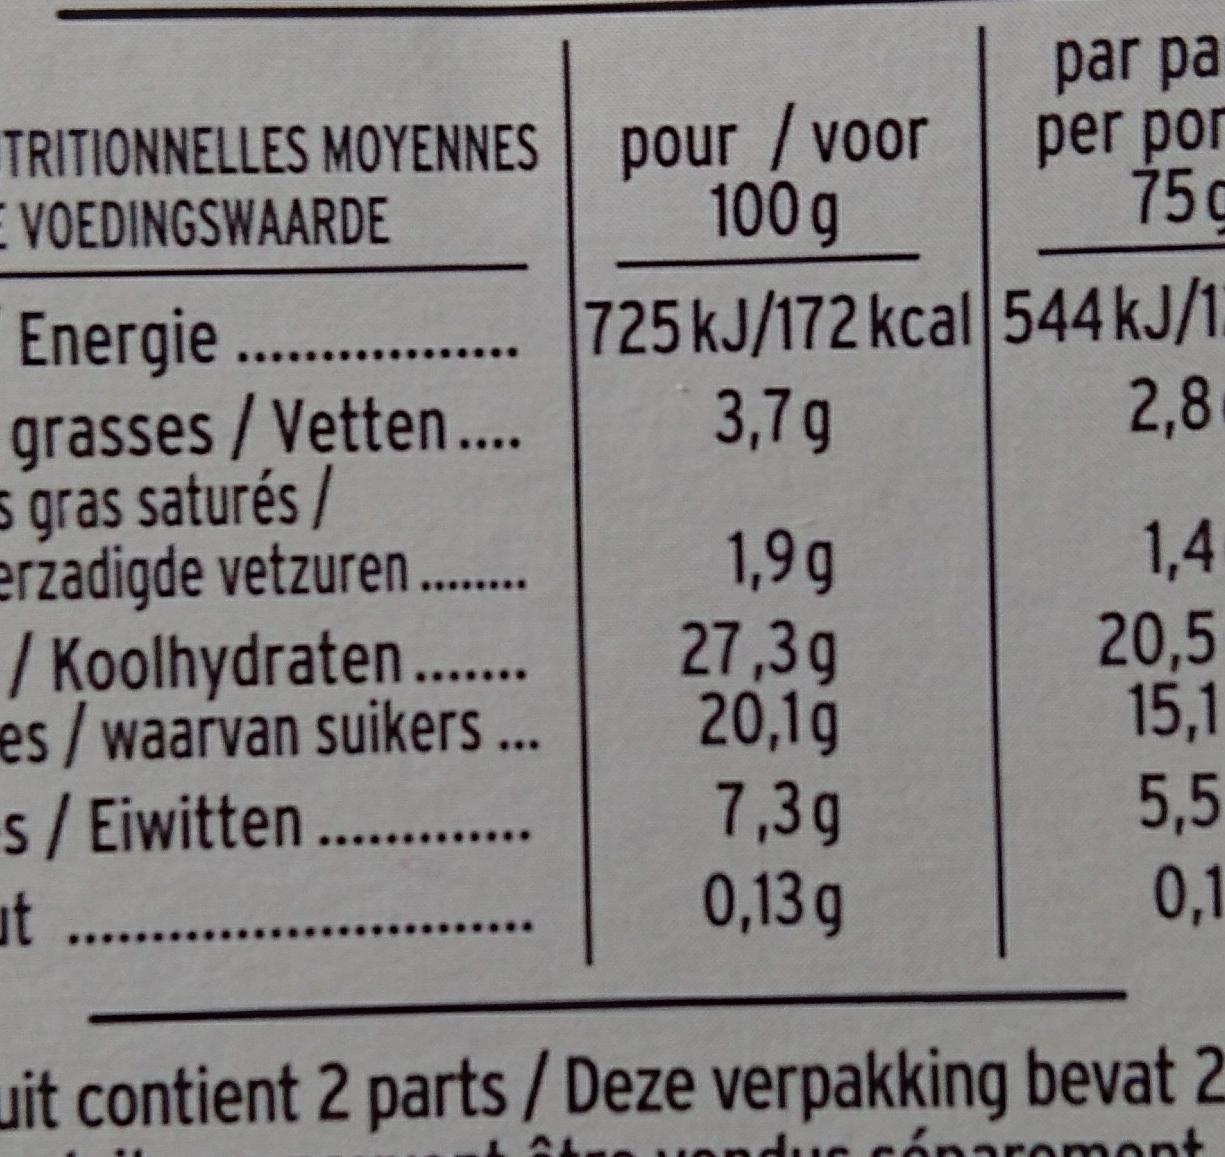 TRITIONNELLES MOYENNES pour / voor par pa
E VOEDINGSWAARDE 100 g per por
75 g
Energie .................. 725 kJ/172 kcal 544 kJ/1
grasses / Vetten .... 3,7 g 2,8
s gras saturés /
erzadigde vetzuren ......... 1,9 g 1,4
/ Koolhydraten ....... 27,3 g 20,5
es / waarvan suikers ... 20,1 g 15,1
s / Eiwitten .............. 7,3 g 5,5
ut .............................. 0,13 g 0,1
uit contient 2 parts / Deze verpakking bevat 2